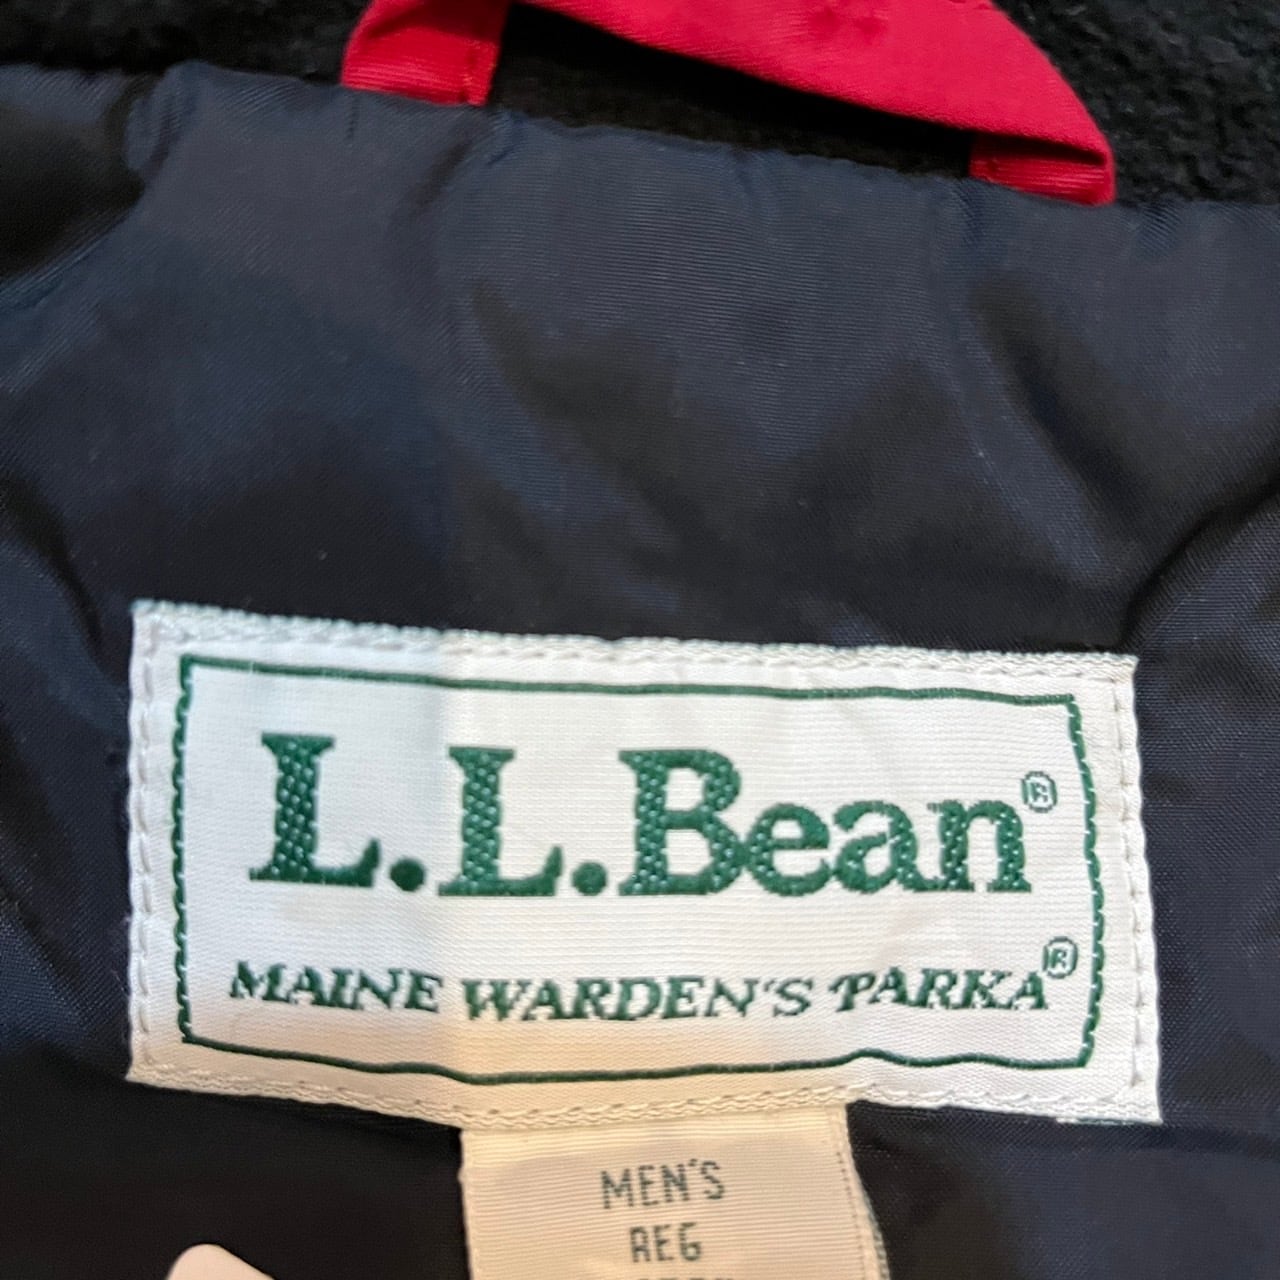 L.L.Bean®
MAINE WARDEN'S PARKA®
MEN'S
REG